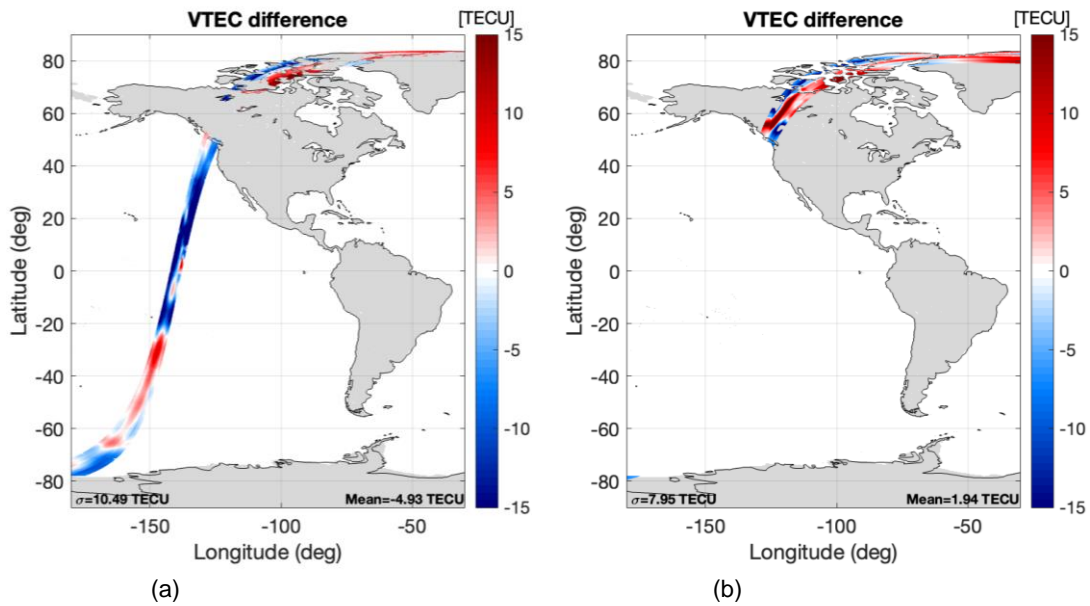 VTEC difference
[TECU]
15
10
5
0
-5
-10
-15
80
60
40
20
0
-20
-40
-60
-80
Latitude (deg)
σ=10.49 TECU
Mean=-4.93 TECU
-150
-100
-50
Longitude (deg)
(a)
VTEC difference
[TECU]
15
10
5
0
-5
-10
-15
80
60
40
20
0
-20
-40
-60
-80
Latitude (deg)
σ=7.95 TECU
Mean=1.94 TECU
-150
-100
-50
Longitude (deg)
(b)